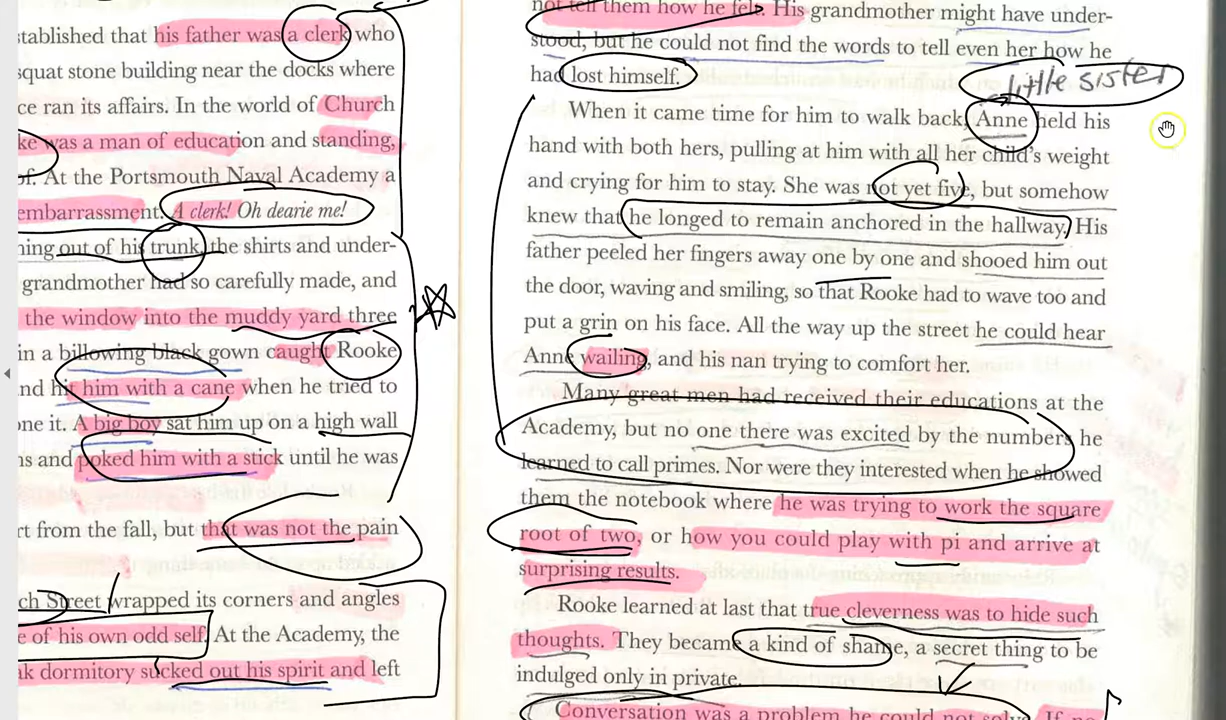 stablished that his father was a clerk who
squat stone building near the docks where
ce ran its affairs. In the world of Church
ke was a man of education and standing,
of. At the Portsmouth Naval Academy a
embarrassment. A clerk! Oh dearie me!
ning out of his trunk, the shirts and under-
grandmother had so carefully made, and
the window into the muddy yard three
in a billowing black gown caught Rooke
nd hit him with a cane when he tried to
one it. A big boy sat him up on a high wall
is and poked him with a stick until he was
rt from the fall, but that was not the pain
ch Street wrapped its corners and angles
e of his own odd self. At the Academy, the
ak dormitory sucked out his spirit and left
not tell them how he felt. His grandmother might have under-
stood, but he could not find the words to tell even her how he
had lost himself.
little sister
When it came time for him to walk back, Anne held his
hand with both hers, pulling at him with all her child's weight
and crying for him to stay. She was not yet five, but somehow
knew that he longed to remain anchored in the hallway. His
father peeled her fingers away one by one and shooed him out
the door, waving and smiling, so that Rooke had to wave too and
put a grin on his face. All the way up the street he could hear
Anne wailing, and his nan trying to comfort her.
Many great men had received their educations at the
Academy, but no one there was excited by the numbers he
learned to call primes. Nor were they interested when he showed
them the notebook where he was trying to work the square
root of two, or how you could play with pi and arrive at
surprising results.
Rooke learned at last that true cleverness was to hide such
thoughts. They became a kind of shame, a secret thing to be
indulged only in private.
Conversation was a problem he could not solve. If